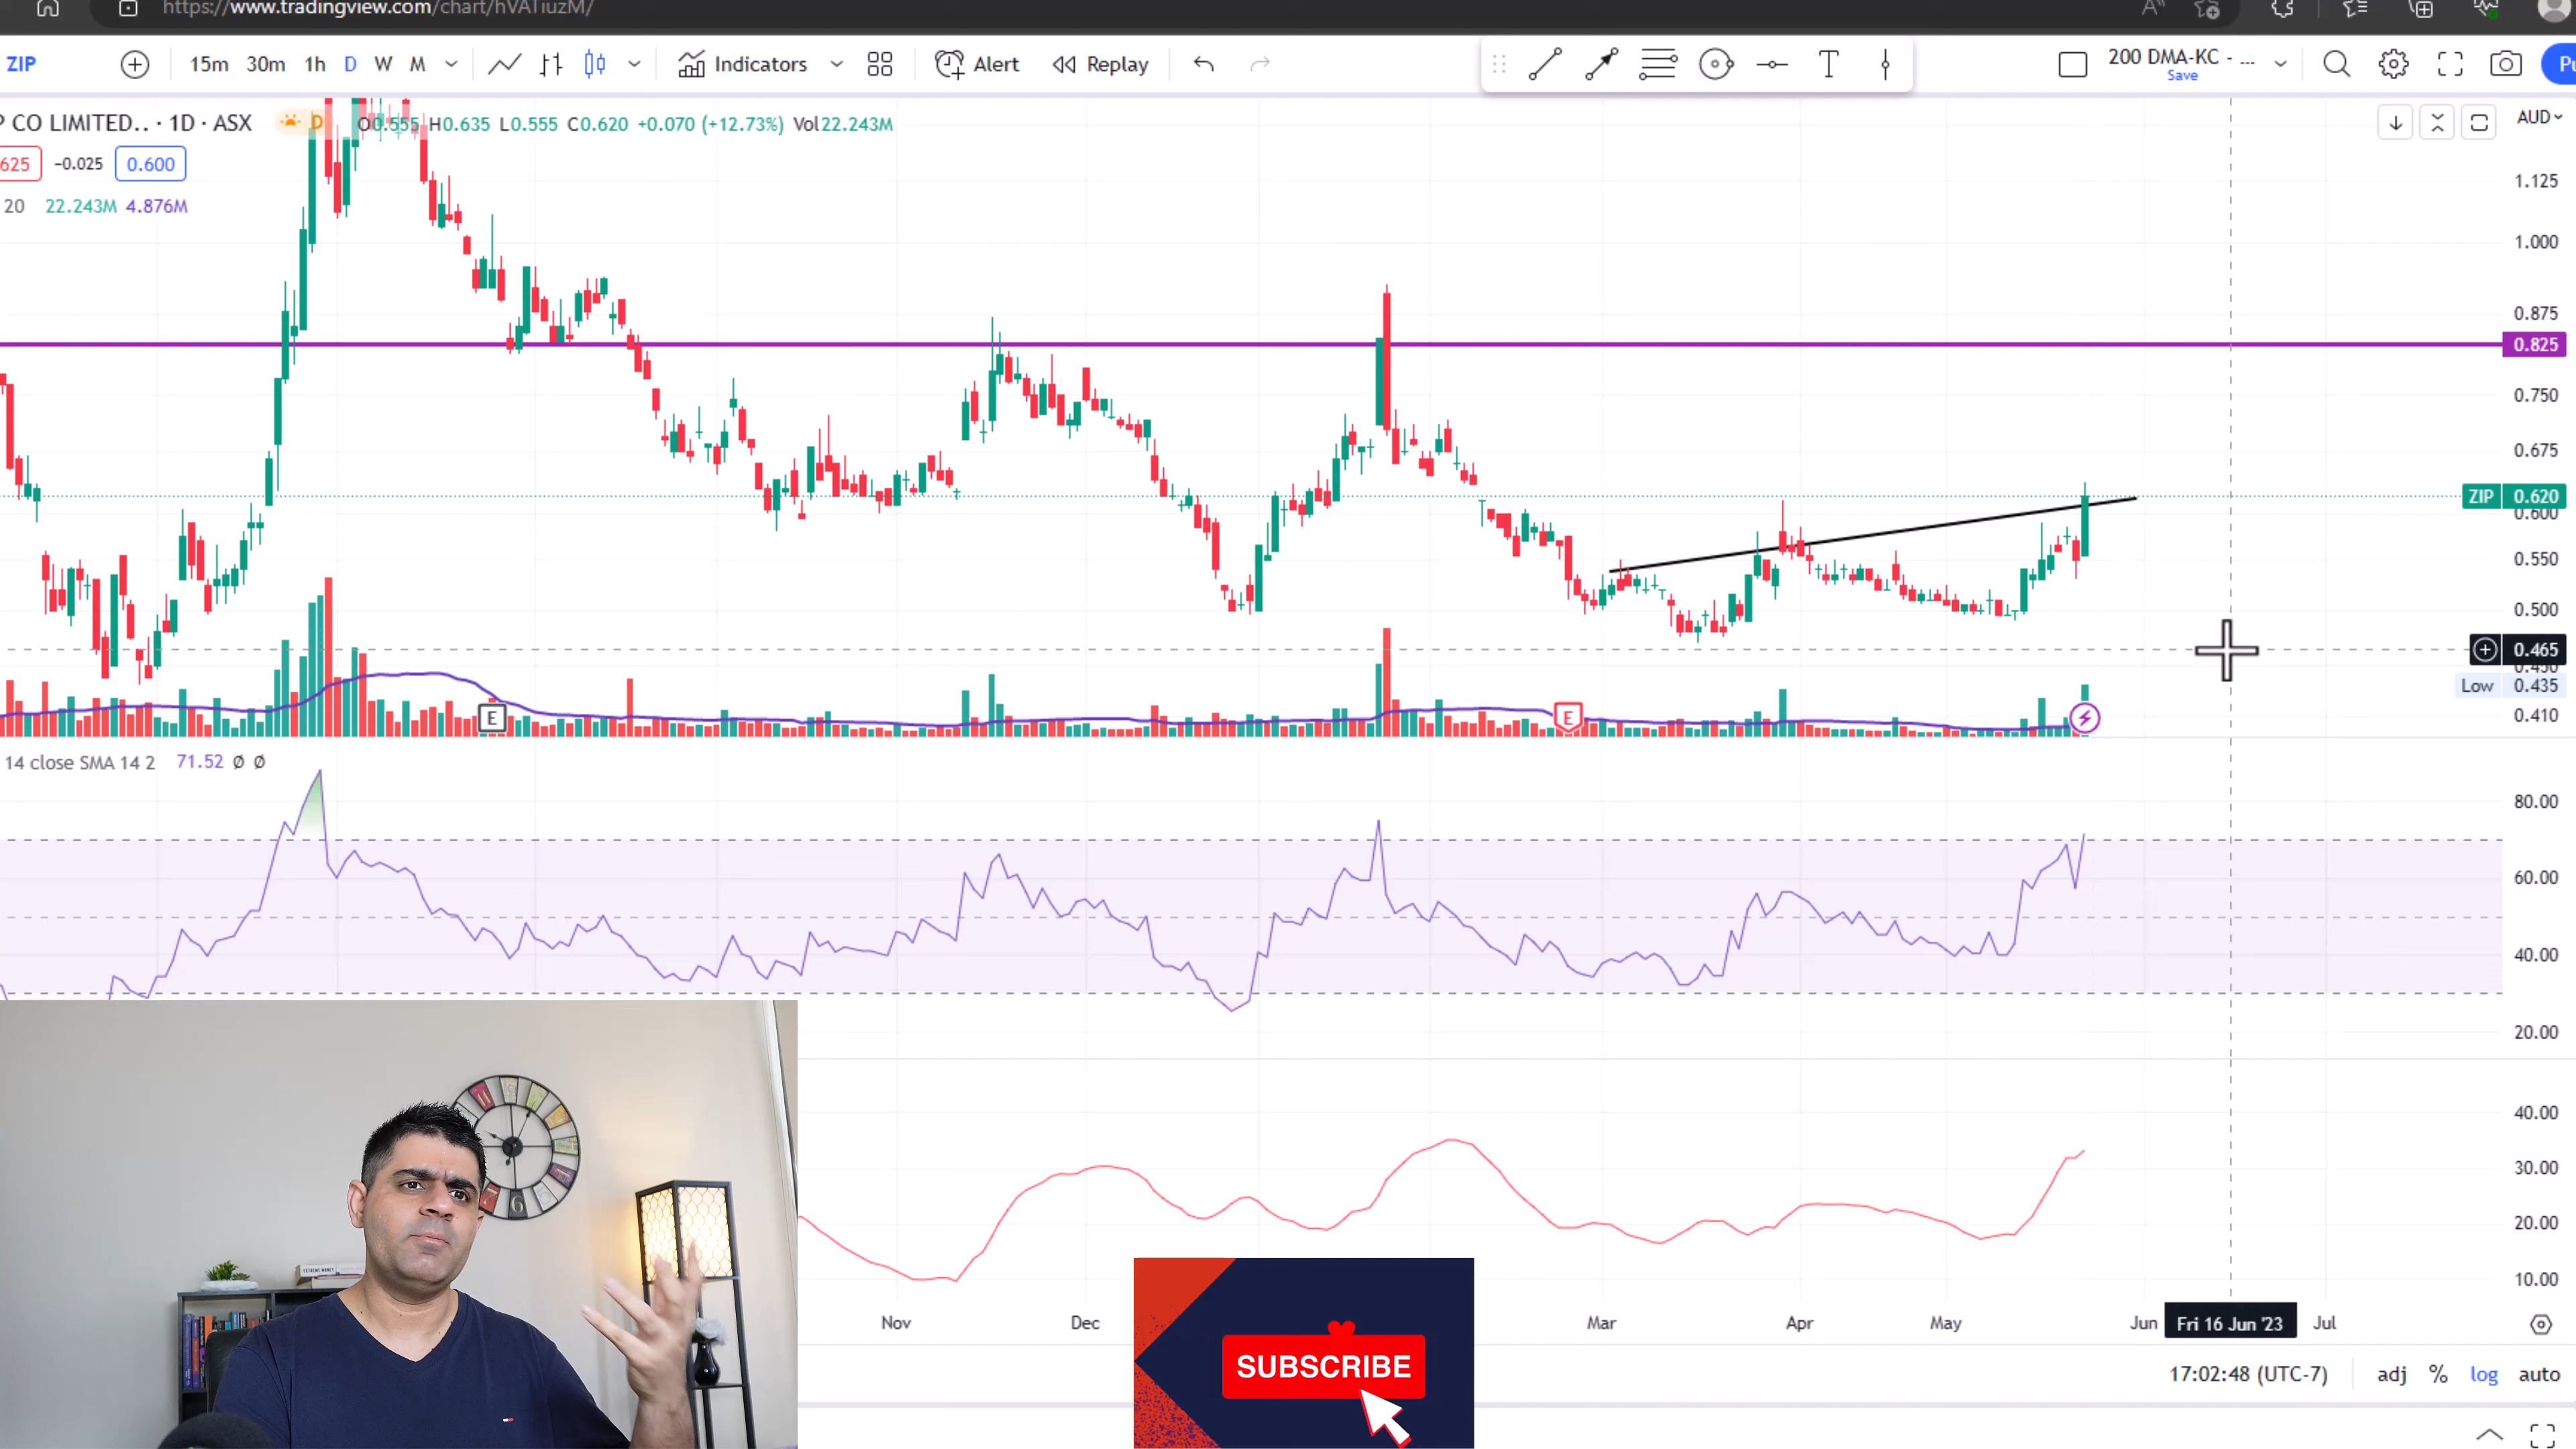 https://www.tradingview.com/chart/hVATiuzM/
ZIP 15m 30m 1h D W M Indicators Alert Replay T 200 DMA-KC - ...
Save
P CO LIMITED.. · 1D · ASX D O0.555 H0.635 L0.555 C0.620 +0.070 (+12.73%) Vol22.243M AUD
625 −0.025 0.600
20 22.243M 4.876M
1.125
1.000
0.875
0.825
0.750
0.675
ZIP 0.620
0.600
0.550
0.500
0.465
0.450
Low 0.435
0.410
E
E
14 close SMA 14 2 71.52 Ø Ø
80.00
60.00
40.00
20.00
40.00
30.00
20.00
10.00
Nov Dec Mar Apr May Jun Fri 16 Jun '23 Jul
SUBSCRIBE
17:02:48 (UTC-7) adj % log auto